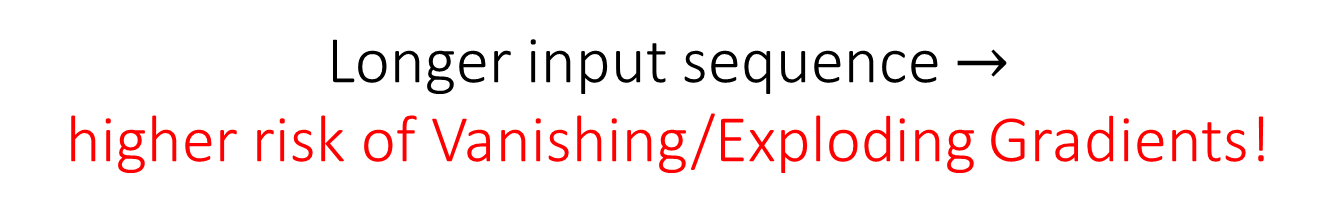 Longer input sequence →
higher risk of Vanishing/Exploding Gradients!